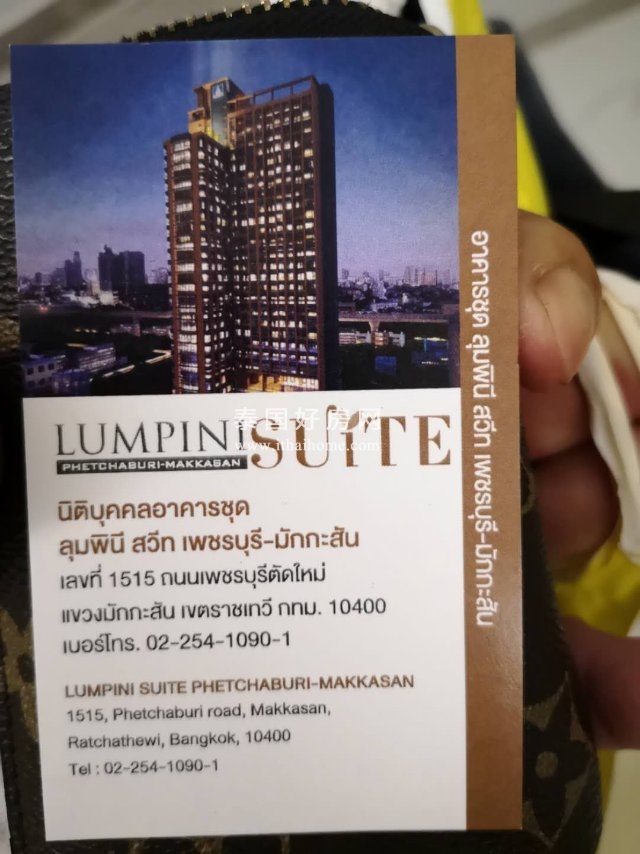 LUMPINI SUITE
PHETCHABURI-MAKKASAN
泰国好房网
www.ithaihome.com
นิติบุคคลอาคารชุด
ลุมพินี สวีท เพชรบุรี-มักกะสัน
เลขที่ 1515 ถนนเพชรบุรีตัดใหม่
แขวงมักกะสัน เขตราชเทวี กทม. 10400
เบอร์โทร. 02-254-1090-1
LUMPINI SUITE PHETCHABURI-MAKKASAN
1515, Phetchaburi road, Makkasan,
Ratchathewi, Bangkok, 10400
Tel : 02-254-1090-1
อาคารชุด ลุมพินี สวีท เพชรบุรี-มักกะสัน